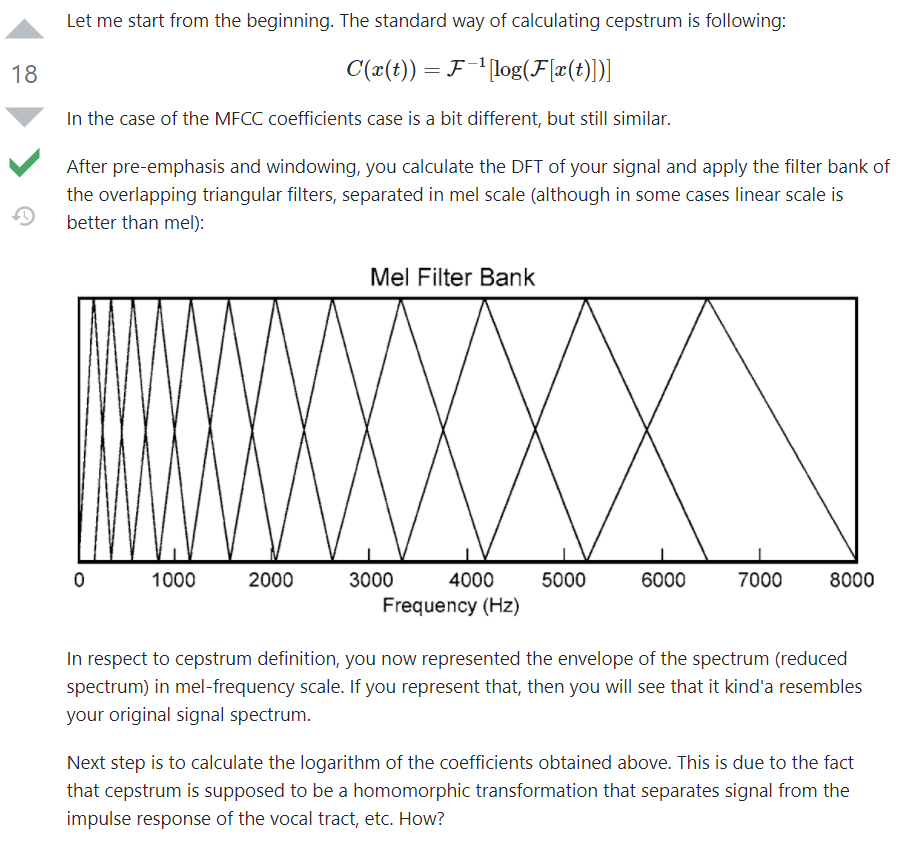 Let me start from the beginning. The standard way of calculating cepstrum is following:
C(x(t)) = F⁻¹[log(F[x(t)])]
18
In the case of the MFCC coefficients case is a bit different, but still similar.
After pre-emphasis and windowing, you calculate the DFT of your signal and apply the filter bank of
the overlapping triangular filters, separated in mel scale (although in some cases linear scale is
better than mel):
Mel Filter Bank
0 1000 2000 3000 4000 5000 6000 7000 8000
Frequency (Hz)
In respect to cepstrum definition, you now represented the envelope of the spectrum (reduced
spectrum) in mel-frequency scale. If you represent that, then you will see that it kind'a resembles
your original signal spectrum.
Next step is to calculate the logarithm of the coefficients obtained above. This is due to the fact
that cepstrum is supposed to be a homomorphic transformation that separates signal from the
impulse response of the vocal tract, etc. How?